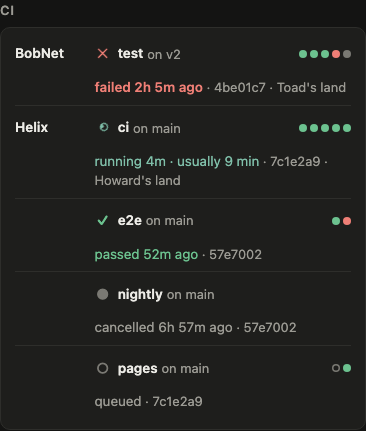 CI
BobNet test on v2
failed 2h 5m ago · 4be01c7 · Toad's land
Helix ci on main
running 4m · usually 9 min · 7c1e2a9 ·
Howard's land
e2e on main
passed 52m ago · 57e7002
nightly on main
cancelled 6h 57m ago · 57e7002
pages on main
queued · 7c1e2a9